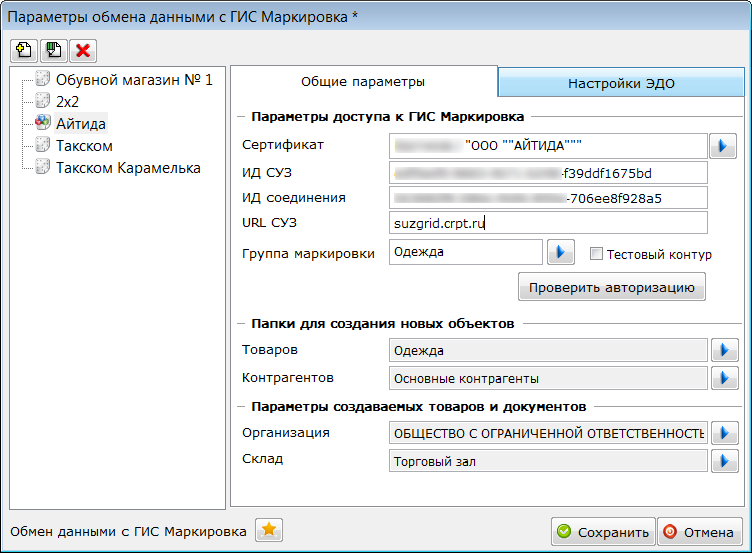 Параметры обмена данными с ГИС Маркировка *
Обувной магазин № 1
2x2
Айтида
Такском
Такском Карамелька
Общие параметры
Настройки ЭДО
Параметры доступа к ГИС Маркировка
Сертификат
"ООО ""АЙТИДА"""
ИД СУЗ
-f39ddf1675bd
ИД соединения
-706ee8f928a5
URL СУЗ
suzgrid.crpt.ru
Группа маркировки
Одежда
Тестовый контур
Проверить авторизацию
Папки для создания новых объектов
Товаров
Одежда
Контрагентов
Основные контрагенты
Параметры создаваемых товаров и документов
Организация
ОБЩЕСТВО С ОГРАНИЧЕННОЙ ОТВЕТСТВЕННОСТЬ
Склад
Торговый зал
Обмен данными с ГИС Маркировка
Сохранить
Отмена